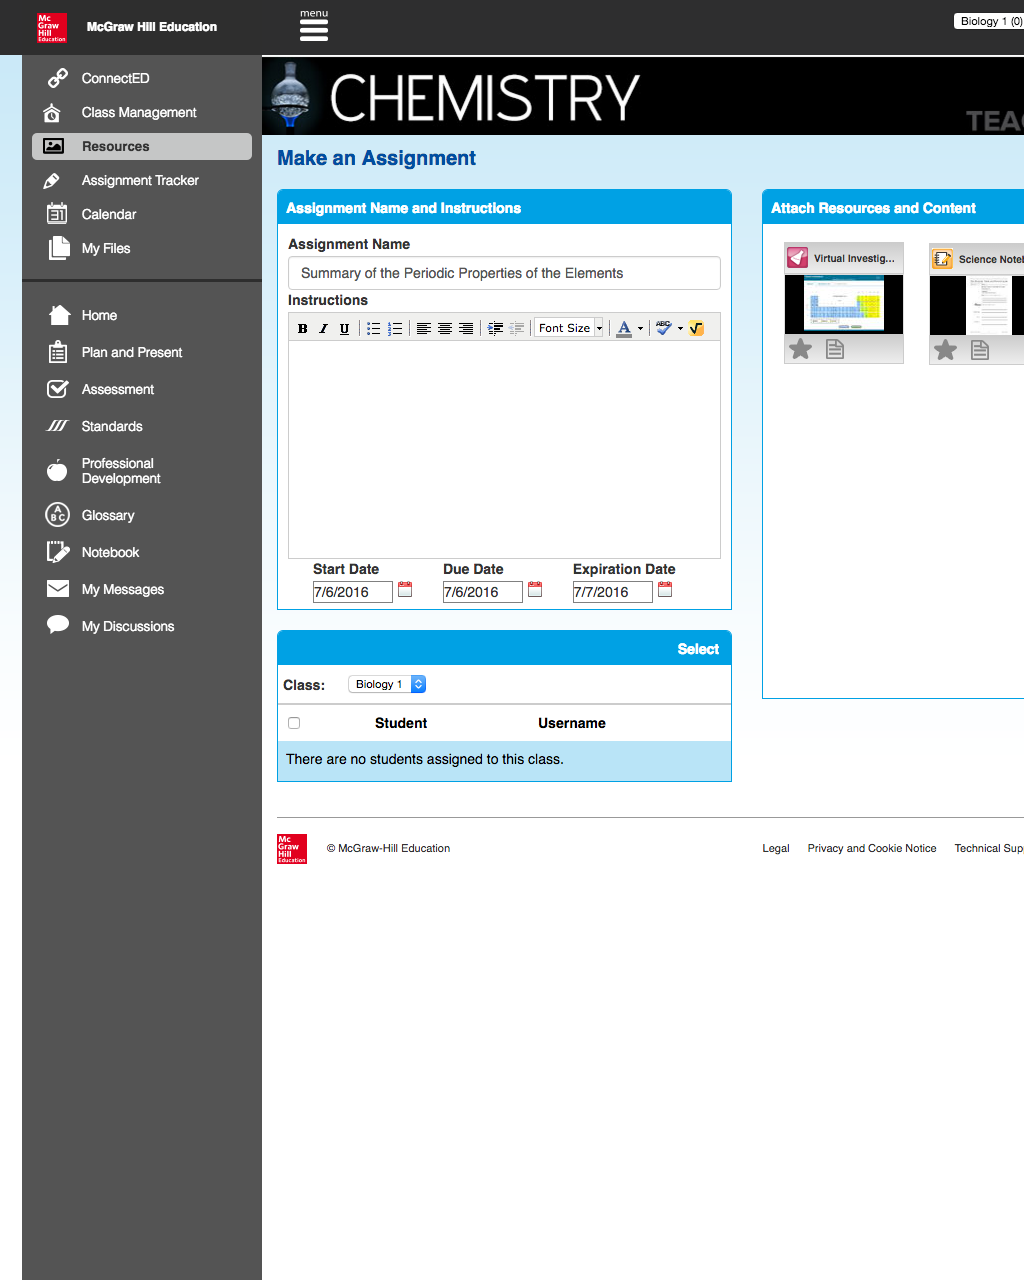 Mc
Graw
Hill
Education
McGraw Hill Education
menu
Biology 1 (0)
ConnectED
Class Management
Resources
Assignment Tracker
31
Calendar
My Files
Home
Plan and Present
Assessment
Standards
Professional
Development
A
B C
Glossary
Notebook
My Messages
My Discussions
CHEMISTRY
TEAC
Make an Assignment
Assignment Name and Instructions
Assignment Name
Summary of the Periodic Properties of the Elements
Instructions
B I U Font Size A ABC
Start Date Due Date Expiration Date
7/6/2016 7/6/2016 7/7/2016
Select
Class: Biology 1
Student Username
There are no students assigned to this class.
Attach Resources and Content
Virtual Investig...
Science Noteb
Mc
Graw
Hill
Education
© McGraw-Hill Education
Legal Privacy and Cookie Notice Technical Supp